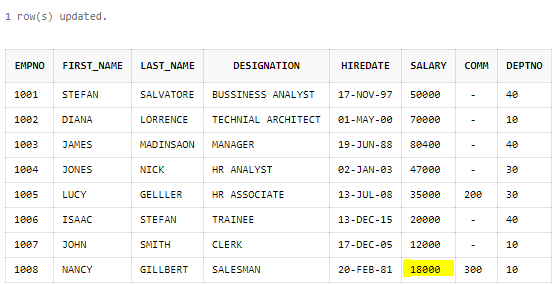 1 row(s) updated.
EMPNO FIRST_NAME LAST_NAME DESIGNATION HIREDATE SALARY COMM DEPTNO
1001 STEFAN SALVATORE BUSSINESS ANALYST 17-NOV-97 50000 - 40
1002 DIANA LORRENCE TECHNIAL ARCHITECT 01-MAY-00 70000 - 10
1003 JAMES MADINSAON MANAGER 19-JUN-88 80400 - 40
1004 JONES NICK HR ANALYST 02-JAN-03 47000 - 30
1005 LUCY GELLLER HR ASSOCIATE 13-JUL-08 35000 200 30
1006 ISAAC STEFAN TRAINEE 13-DEC-15 20000 - 40
1007 JOHN SMITH CLERK 17-DEC-05 12000 - 10
1008 NANCY GILLBERT SALESMAN 20-FEB-81 18000 300 10